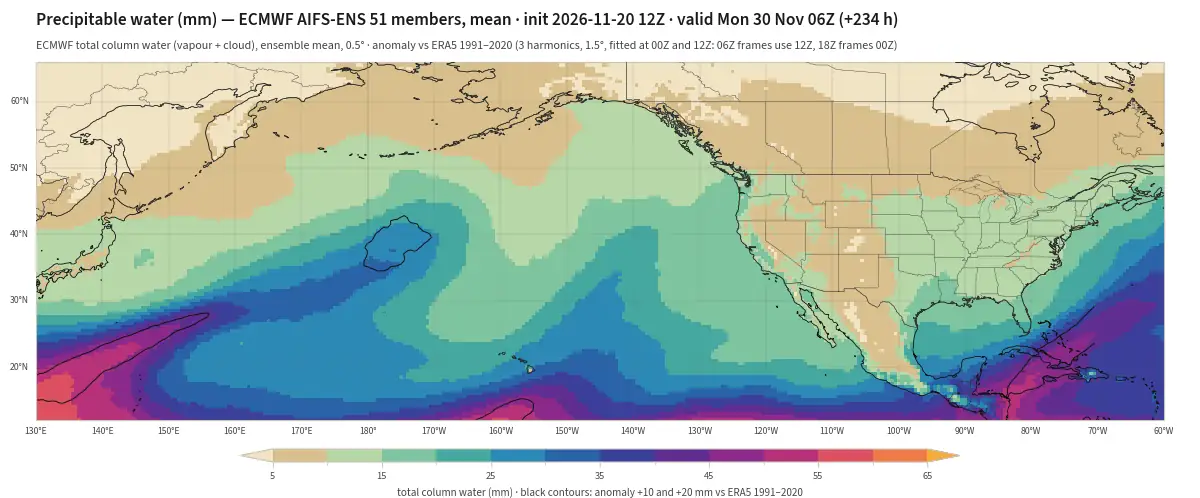 Precipitable water (mm) — ECMWF AIFS-ENS 51 members, mean · init 2026-11-20 12Z · valid Mon 30 Nov 06Z (+234 h)
ECMWF total column water (vapour + cloud), ensemble mean, 0.5° · anomaly vs ERA5 1991–2020 (3 harmonics, 1.5°, fitted at 00Z and 12Z: 06Z frames use 12Z, 18Z frames 00Z)
60°N
50°N
40°N
30°N
20°N
130°E 140°E 150°E 160°E 170°E 180° 170°W 160°W 150°W 140°W 130°W 120°W 110°W 100°W 90°W 80°W 70°W 60°W
5 15 25 35 45 55 65
total column water (mm) · black contours: anomaly +10 and +20 mm vs ERA5 1991–2020